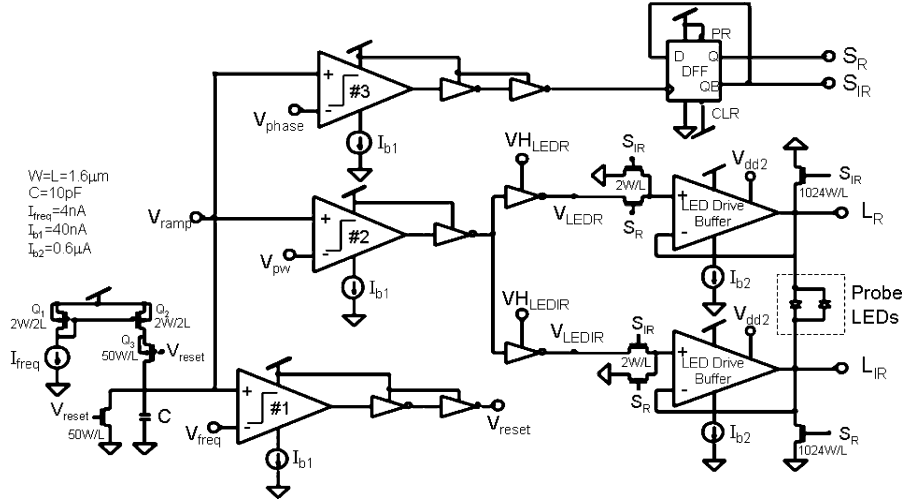 PR
D
Q
S_R
DFF
QB
S_IR
CLR
+
#3
-
V_phase
I_b1
W=L=1.6μm
C=10pF
I_freq=4nA
I_b1=40nA
I_b2=0.6μA
VH_LEDR
S_IR
2W/L
V_LEDR
S_R
V_dd2
+
LED Drive
Buffer
-
S_IR
1024W/L
L_R
I_b2
V_ramp
+
#2
-
V_pw
I_b1
Probe
LEDs
VH_LEDIR
V_LEDIR
S_IR
2W/L
S_R
V_dd2
+
LED Drive
Buffer
-
L_IR
I_b2
S_R
1024W/L
Q_1
2W/2L
Q_2
2W/2L
Q_3
50W/L
V_reset
I_freq
V_reset
50W/L
C
+
#1
-
V_freq
I_b1
V_reset